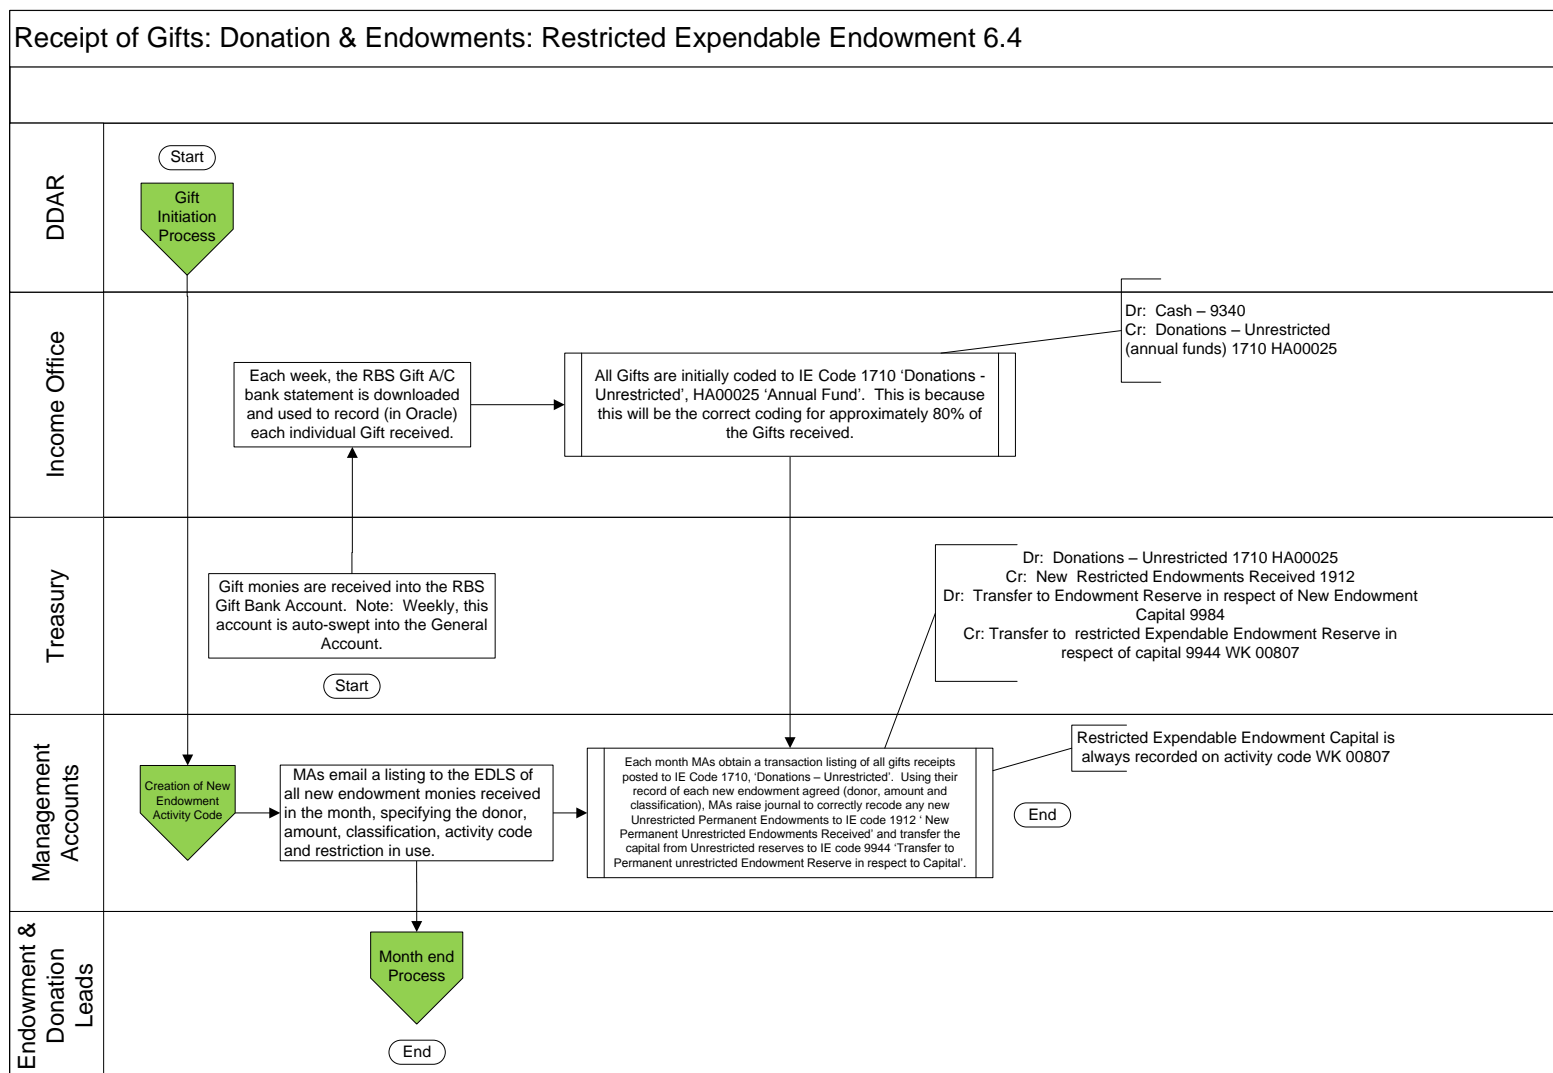 Receipt of Gifts: Donation & Endowments: Restricted Expendable Endowment 6.4
DDAR
Start
Gift
Initiation
Process
Income Office
Each week, the RBS Gift A/C
bank statement is downloaded
and used to record (in Oracle)
each individual Gift received.
All Gifts are initially coded to IE Code 1710 ‘Donations -
Unrestricted’, HA00025 ‘Annual Fund’.  This is because
this will be the correct coding for approximately 80% of
the Gifts received.
Dr:  Cash – 9340
Cr:  Donations – Unrestricted
(annual funds) 1710 HA00025
Treasury
Gift monies are received into the RBS
Gift Bank Account.  Note:  Weekly, this
account is auto-swept into the General
Account.
Start
Dr:  Donations – Unrestricted 1710 HA00025
Cr:  New  Restricted Endowments Received 1912
Dr:  Transfer to Endowment Reserve in respect of New Endowment
Capital 9984
Cr: Transfer to  restricted Expendable Endowment Reserve in
respect of capital 9944 WK 00807
Management
Accounts
Creation of New
Endowment
Activity Code
MAs email a listing to the EDLS of
all new endowment monies received
in the month, specifying the donor,
amount, classification, activity code
and restriction in use.
Each month MAs obtain a transaction listing of all gifts receipts
posted to IE Code 1710, ‘Donations – Unrestricted’.  Using their
record of each new endowment agreed (donor, amount and
classification), MAs raise journal to correctly recode any new
Unrestricted Permanent Endowments to IE code 1912 ‘ New
Permanent Unrestricted Endowments Received’ and transfer the
capital from Unrestricted reserves to IE code 9944 ‘Transfer to
Permanent unrestricted Endowment Reserve in respect to Capital’.
Restricted Expendable Endowment Capital is
always recorded on activity code WK 00807
End
Endowment &
Donation
Leads
Month end
Process
End